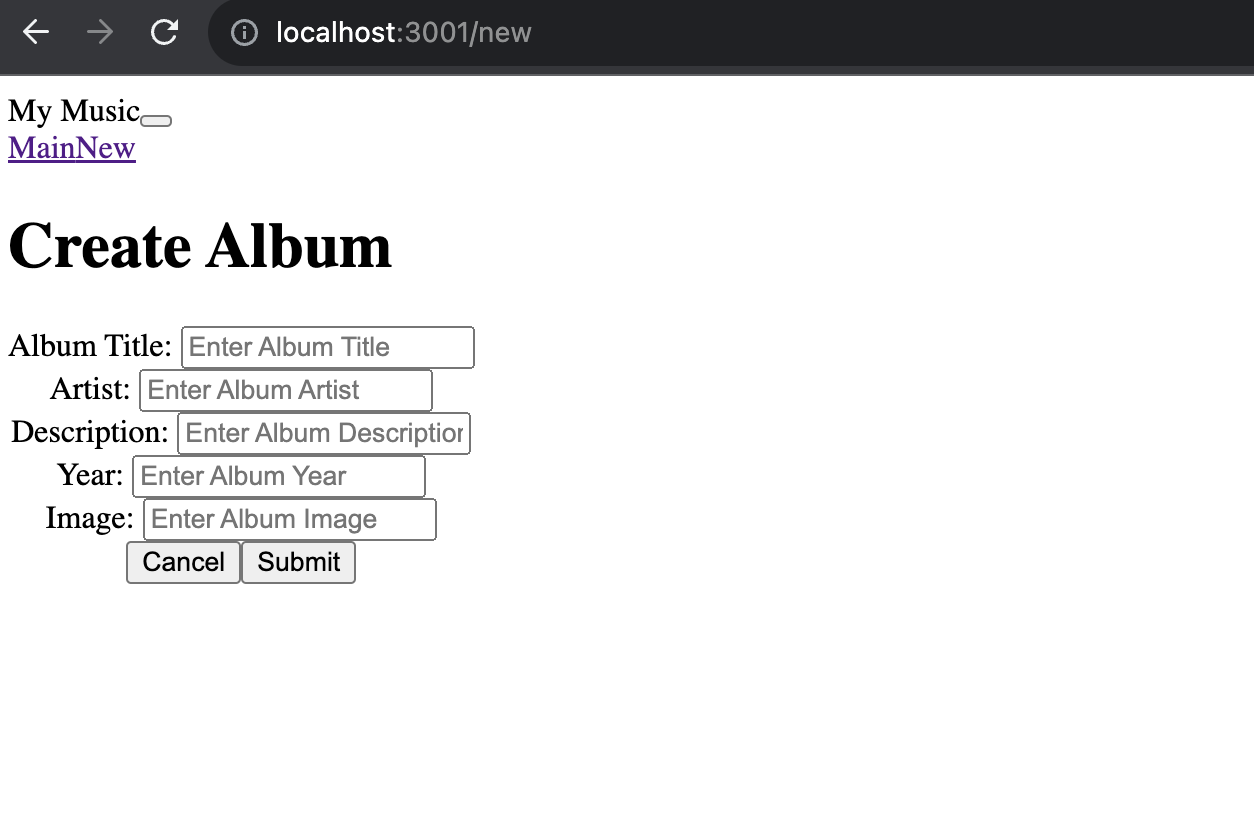 localhost:3001/new
My Music
MainNew
Create Album
Album Title: Enter Album Title
Artist: Enter Album Artist
Description: Enter Album Description
Year: Enter Album Year
Image: Enter Album Image
Cancel Submit